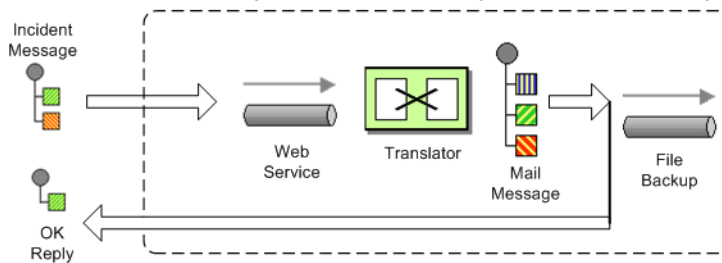 Incident
Message
Web
Service
Translator
Mail
Message
File
Backup
OK
Reply